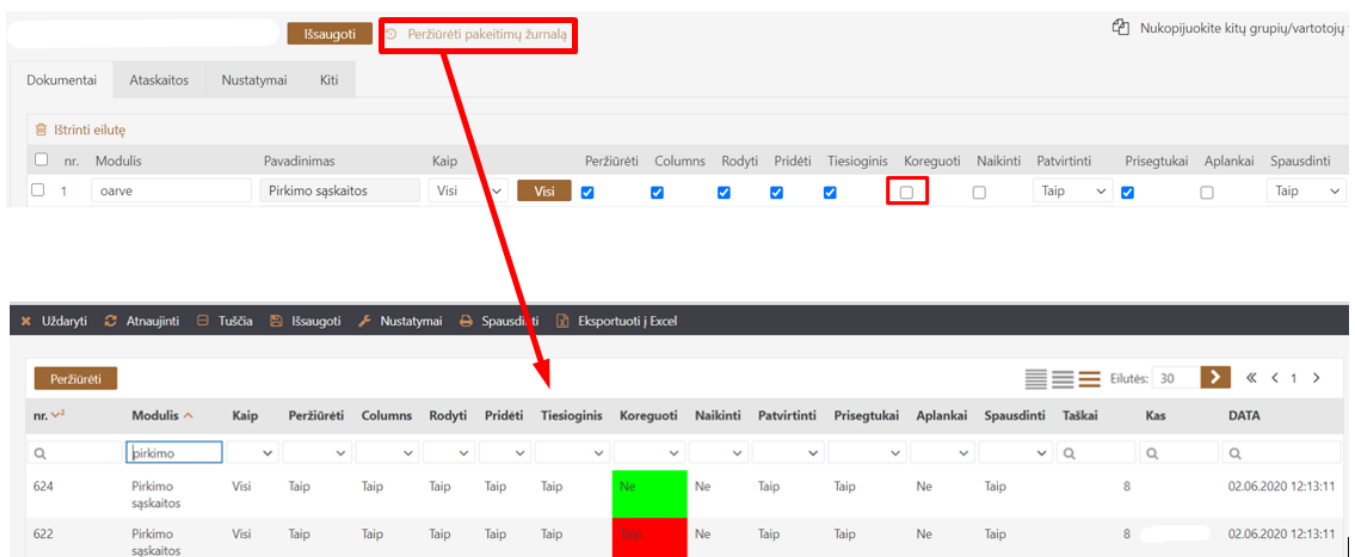 Išsaugoti Peržiūrėti pakeitimų žurnalą Nukopijuokite kitų grupių/vartotojų
Dokumentai Ataskaitos Nustatymai Kiti
Ištrinti eilutę
nr. Modulis Pavadinimas Kaip Peržiūrėti Columns Rodyti Pridėti Tiesioginis Koreguoti Naikinti Patvirtinti Prisegtukai Aplankai Spausdinti
1 oarve Pirkimo sąskaitos Visi Visi Taip Taip
Uždaryti Atnaujinti Tuščia Išsaugoti Nustatymai Spausdinti Eksportuoti į Excel
Peržiūrėti Eilutės: 30 « < 1 >
nr. 2 Modulis Kaip Peržiūrėti Columns Rodyti Pridėti Tiesioginis Koreguoti Naikinti Patvirtinti Prisegtukai Aplankai Spausdinti Taškai Kas DATA
pirkimo
624 Pirkimo sąskaitos Visi Taip Taip Taip Taip Taip Ne Ne Taip Taip Ne Taip 8 02.06.2020 12:13:11
622 Pirkimo sąskaitos Visi Taip Taip Taip Taip Taip Taip Ne Taip Taip Ne Taip 8 02.06.2020 12:13:11